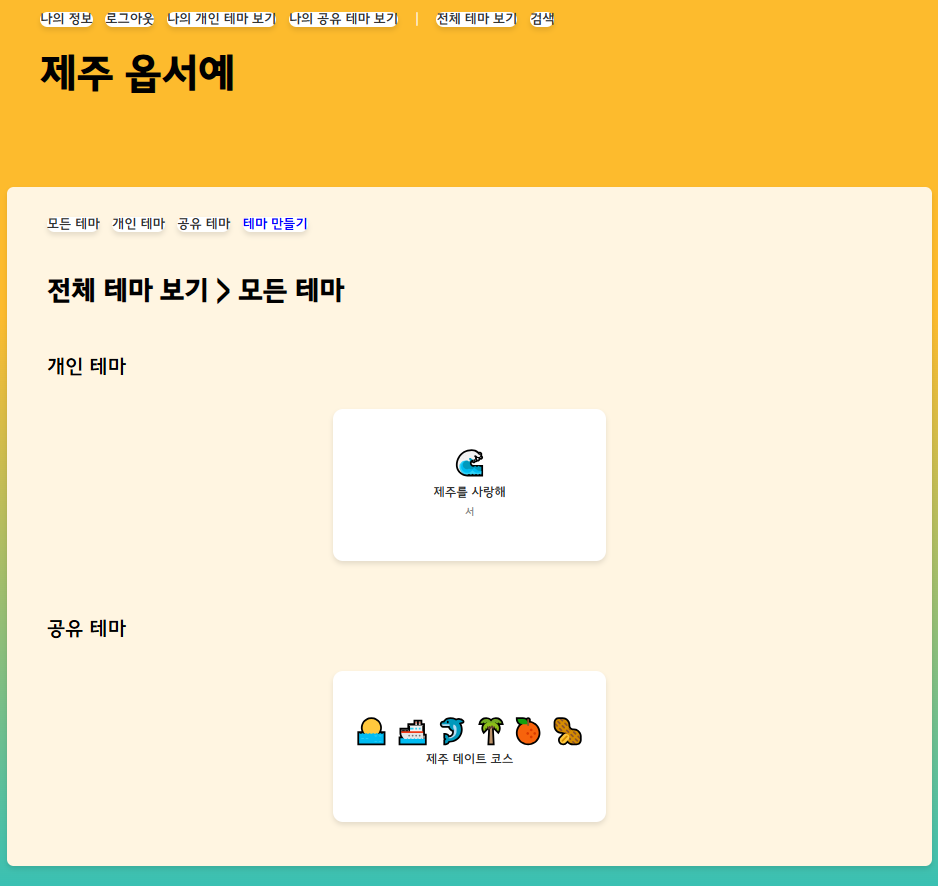 나의 정보 로그아웃 나의 개인 테마 보기 나의 공유 테마 보기 | 전체 테마 보기 검색
제주 옵서예
모든 테마 개인 테마 공유 테마 테마 만들기
전체 테마 보기 > 모든 테마
개인 테마
제주를 사랑해
서
공유 테마
제주 데이트 코스